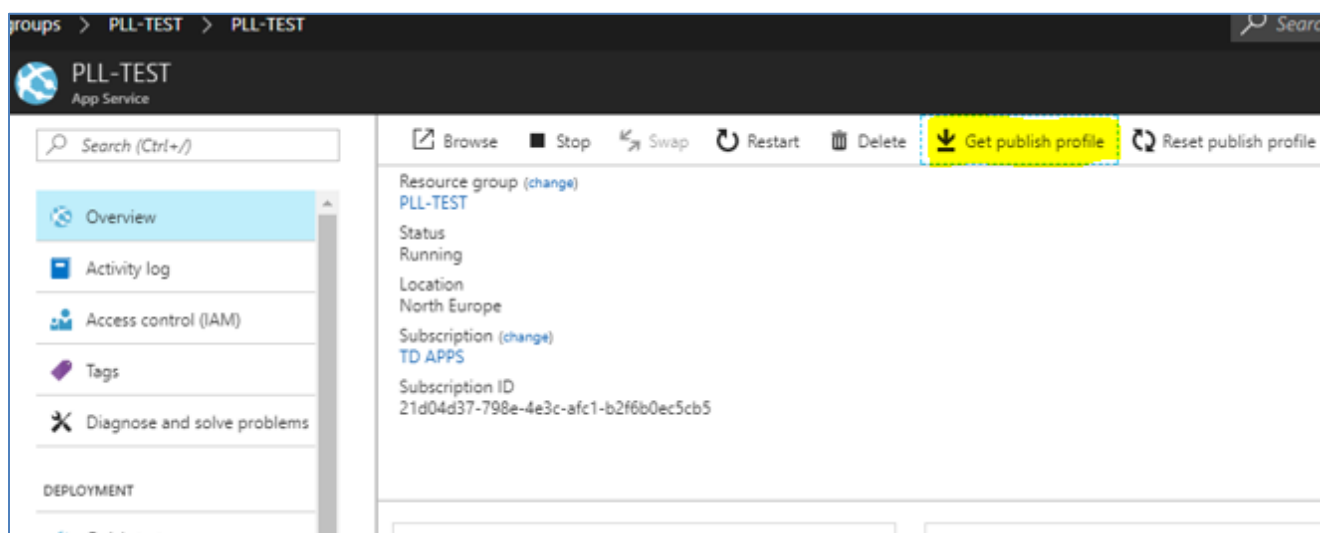 groups > PLL-TEST > PLL-TEST
PLL-TEST
App Service
Search (Ctrl+/)
Browse Stop Swap Restart Delete Get publish profile Reset publish profile
Overview
Activity log
Access control (IAM)
Tags
Diagnose and solve problems
DEPLOYMENT
Resource group (change)
PLL-TEST
Status
Running
Location
North Europe
Subscription (change)
TD APPS
Subscription ID
21d04d37-798e-4e3c-afc1-b2f6b0ec5cb5